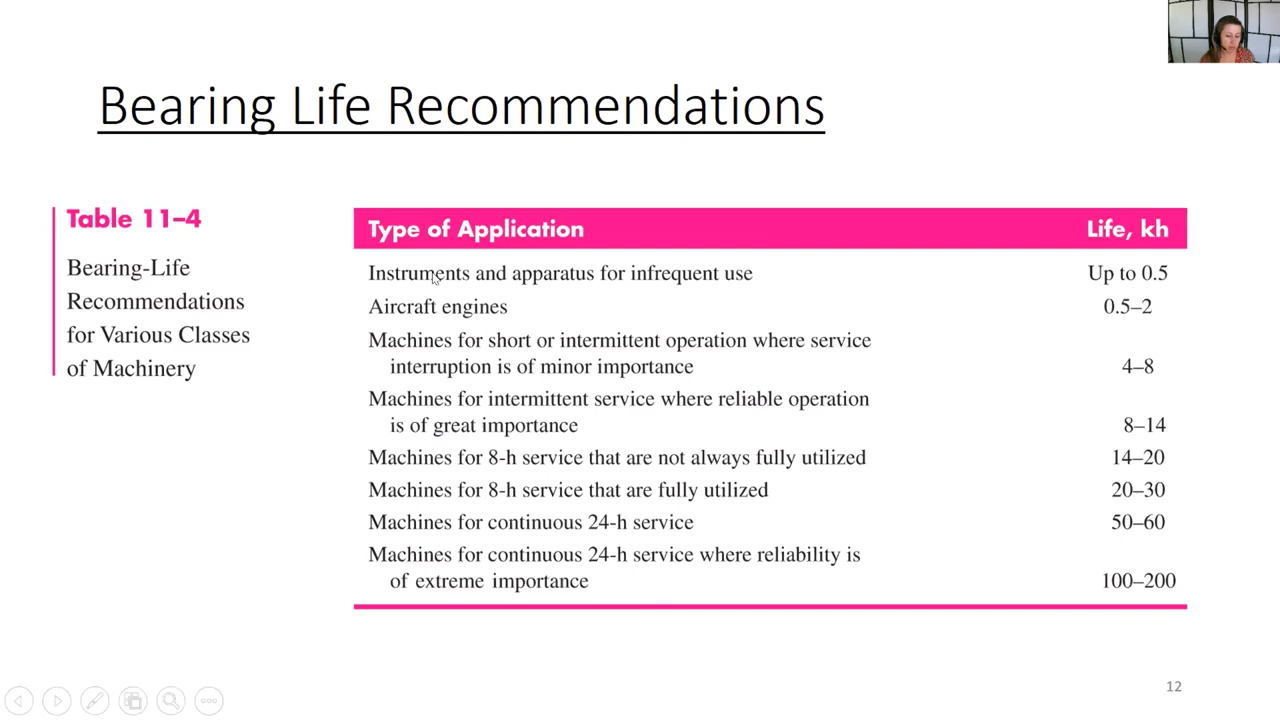 Bearing Life Recommendations
Table 11–4
Bearing-Life
Recommendations
for Various Classes
of Machinery
Type of Application Life, kh
Instruments and apparatus for infrequent use Up to 0.5
Aircraft engines 0.5–2
Machines for short or intermittent operation where service
interruption is of minor importance 4–8
Machines for intermittent service where reliable operation
is of great importance 8–14
Machines for 8-h service that are not always fully utilized 14–20
Machines for 8-h service that are fully utilized 20–30
Machines for continuous 24-h service 50–60
Machines for continuous 24-h service where reliability is
of extreme importance 100–200
12